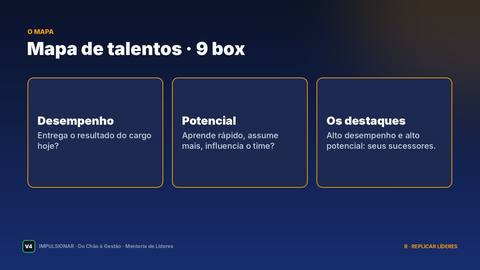 O MAPA
Mapa de talentos · 9 box
Desempenho
Entrega o resultado do cargo
hoje?
Potencial
Aprende rápido, assume
mais, influencia o time?
Os destaques
Alto desempenho e alto
potencial: seus sucessores.
V4 IMPULSIONAR · Do Chão à Gestão · Mentoria de Líderes
R · REPLICAR LÍDERES